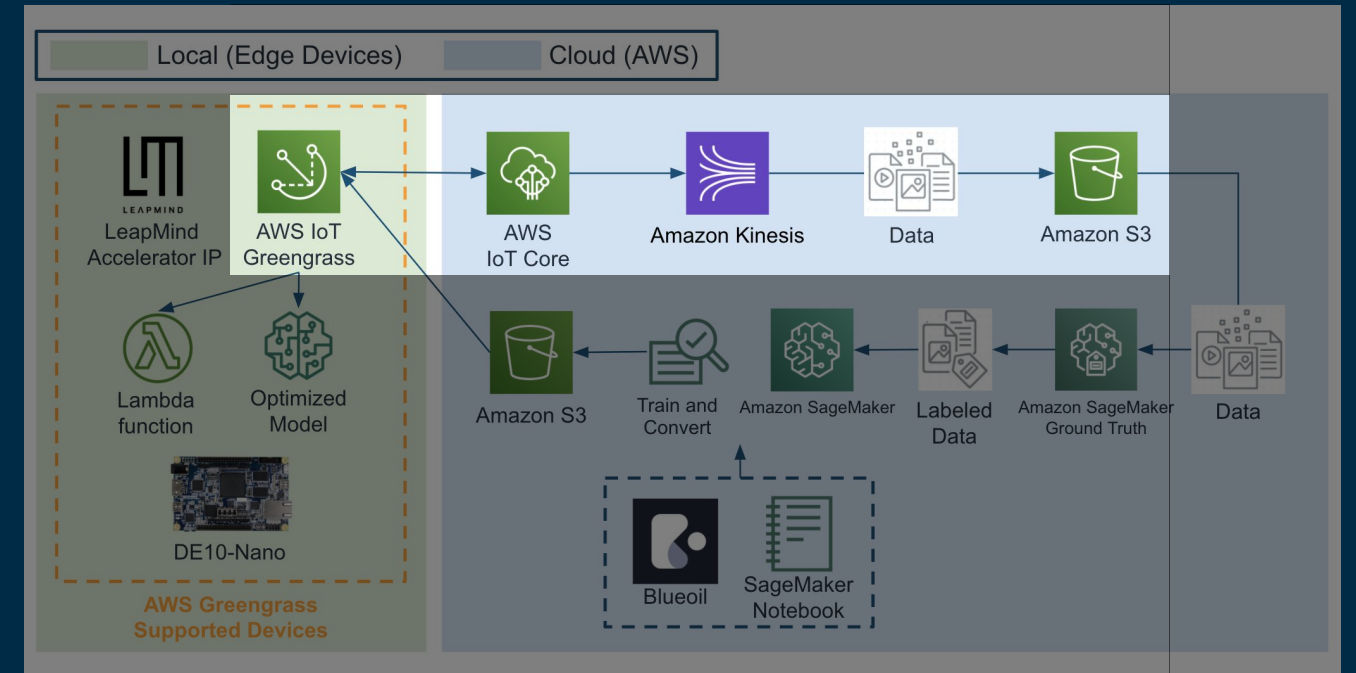 Local (Edge Devices)
Cloud (AWS)
LEAPMIND
LeapMind
Accelerator IP
AWS IoT
Greengrass
AWS
IoT Core
Amazon Kinesis
Data
Amazon S3
Lambda
function
Optimized
Model
Amazon S3
Train and
Convert
Amazon SageMaker
Labeled
Data
Amazon SageMaker
Ground Truth
Data
DE10-Nano
Blueoil
SageMaker
Notebook
AWS Greengrass
Supported Devices